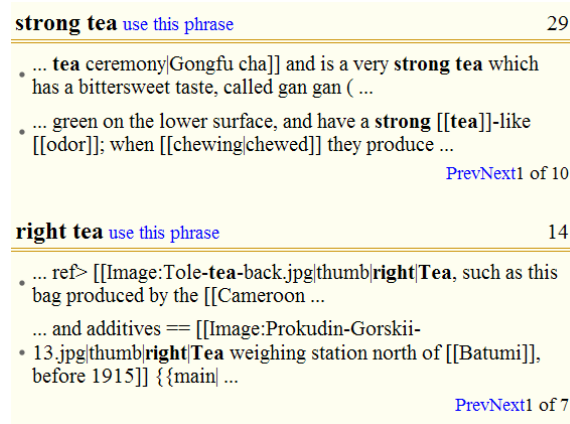 strong tea use this phrase 29
... tea ceremony|Gongfu cha]] and is a very strong tea which
has a bittersweet taste, called gan gan ( ...
... green on the lower surface, and have a strong [[tea]]-like
[[odor]]; when [[chewing|chewed]] they produce ...
PrevNext1 of 10
right tea use this phrase 14
... ref> [[Image:Tole-tea-back.jpg|thumb|right|Tea, such as this
bag produced by the [[Cameroon ...
... and additives == [[Image:Prokudin-Gorskii-
13.jpg|thumb|right|Tea weighing station north of [[Batumi]],
before 1915]] {{main| ...
PrevNext1 of 7